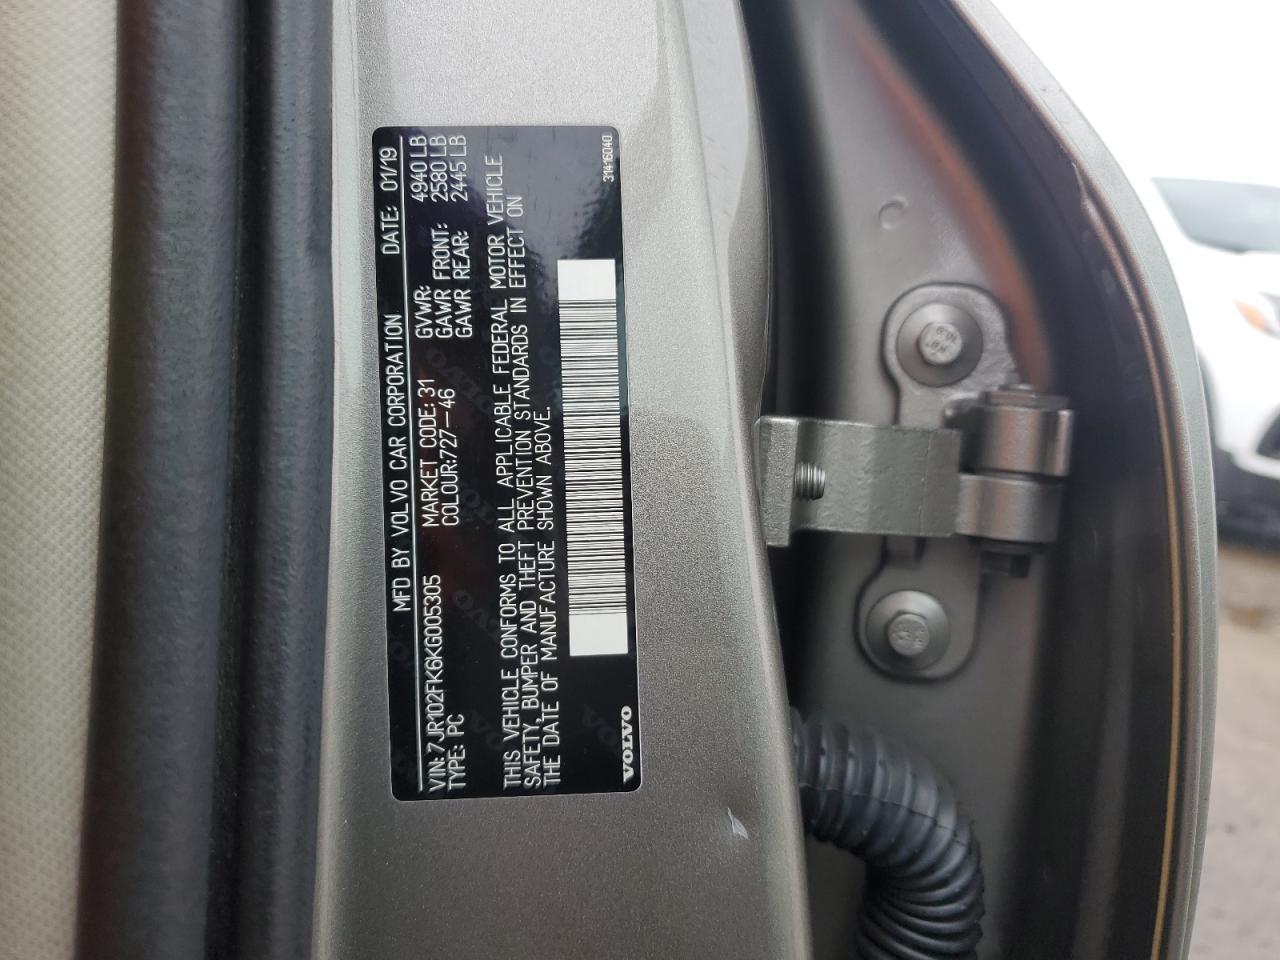 MFD BY VOLVO CAR CORPORATION DATE: 01/19
VIN: 7JR102FK6KG005305 MARKET CODE: 31 GVWR: 4940 LB
TYPE: PC COLOUR: 727-46 GAWR FRONT: 2580 LB
GAWR REAR: 2445 LB
THIS VEHICLE CONFORMS TO ALL APPLICABLE FEDERAL MOTOR VEHICLE
SAFETY, BUMPER AND THEFT PREVENTION STANDARDS IN EFFECT ON
THE DATE OF MANUFACTURE SHOWN ABOVE.
VOLVO 31416040